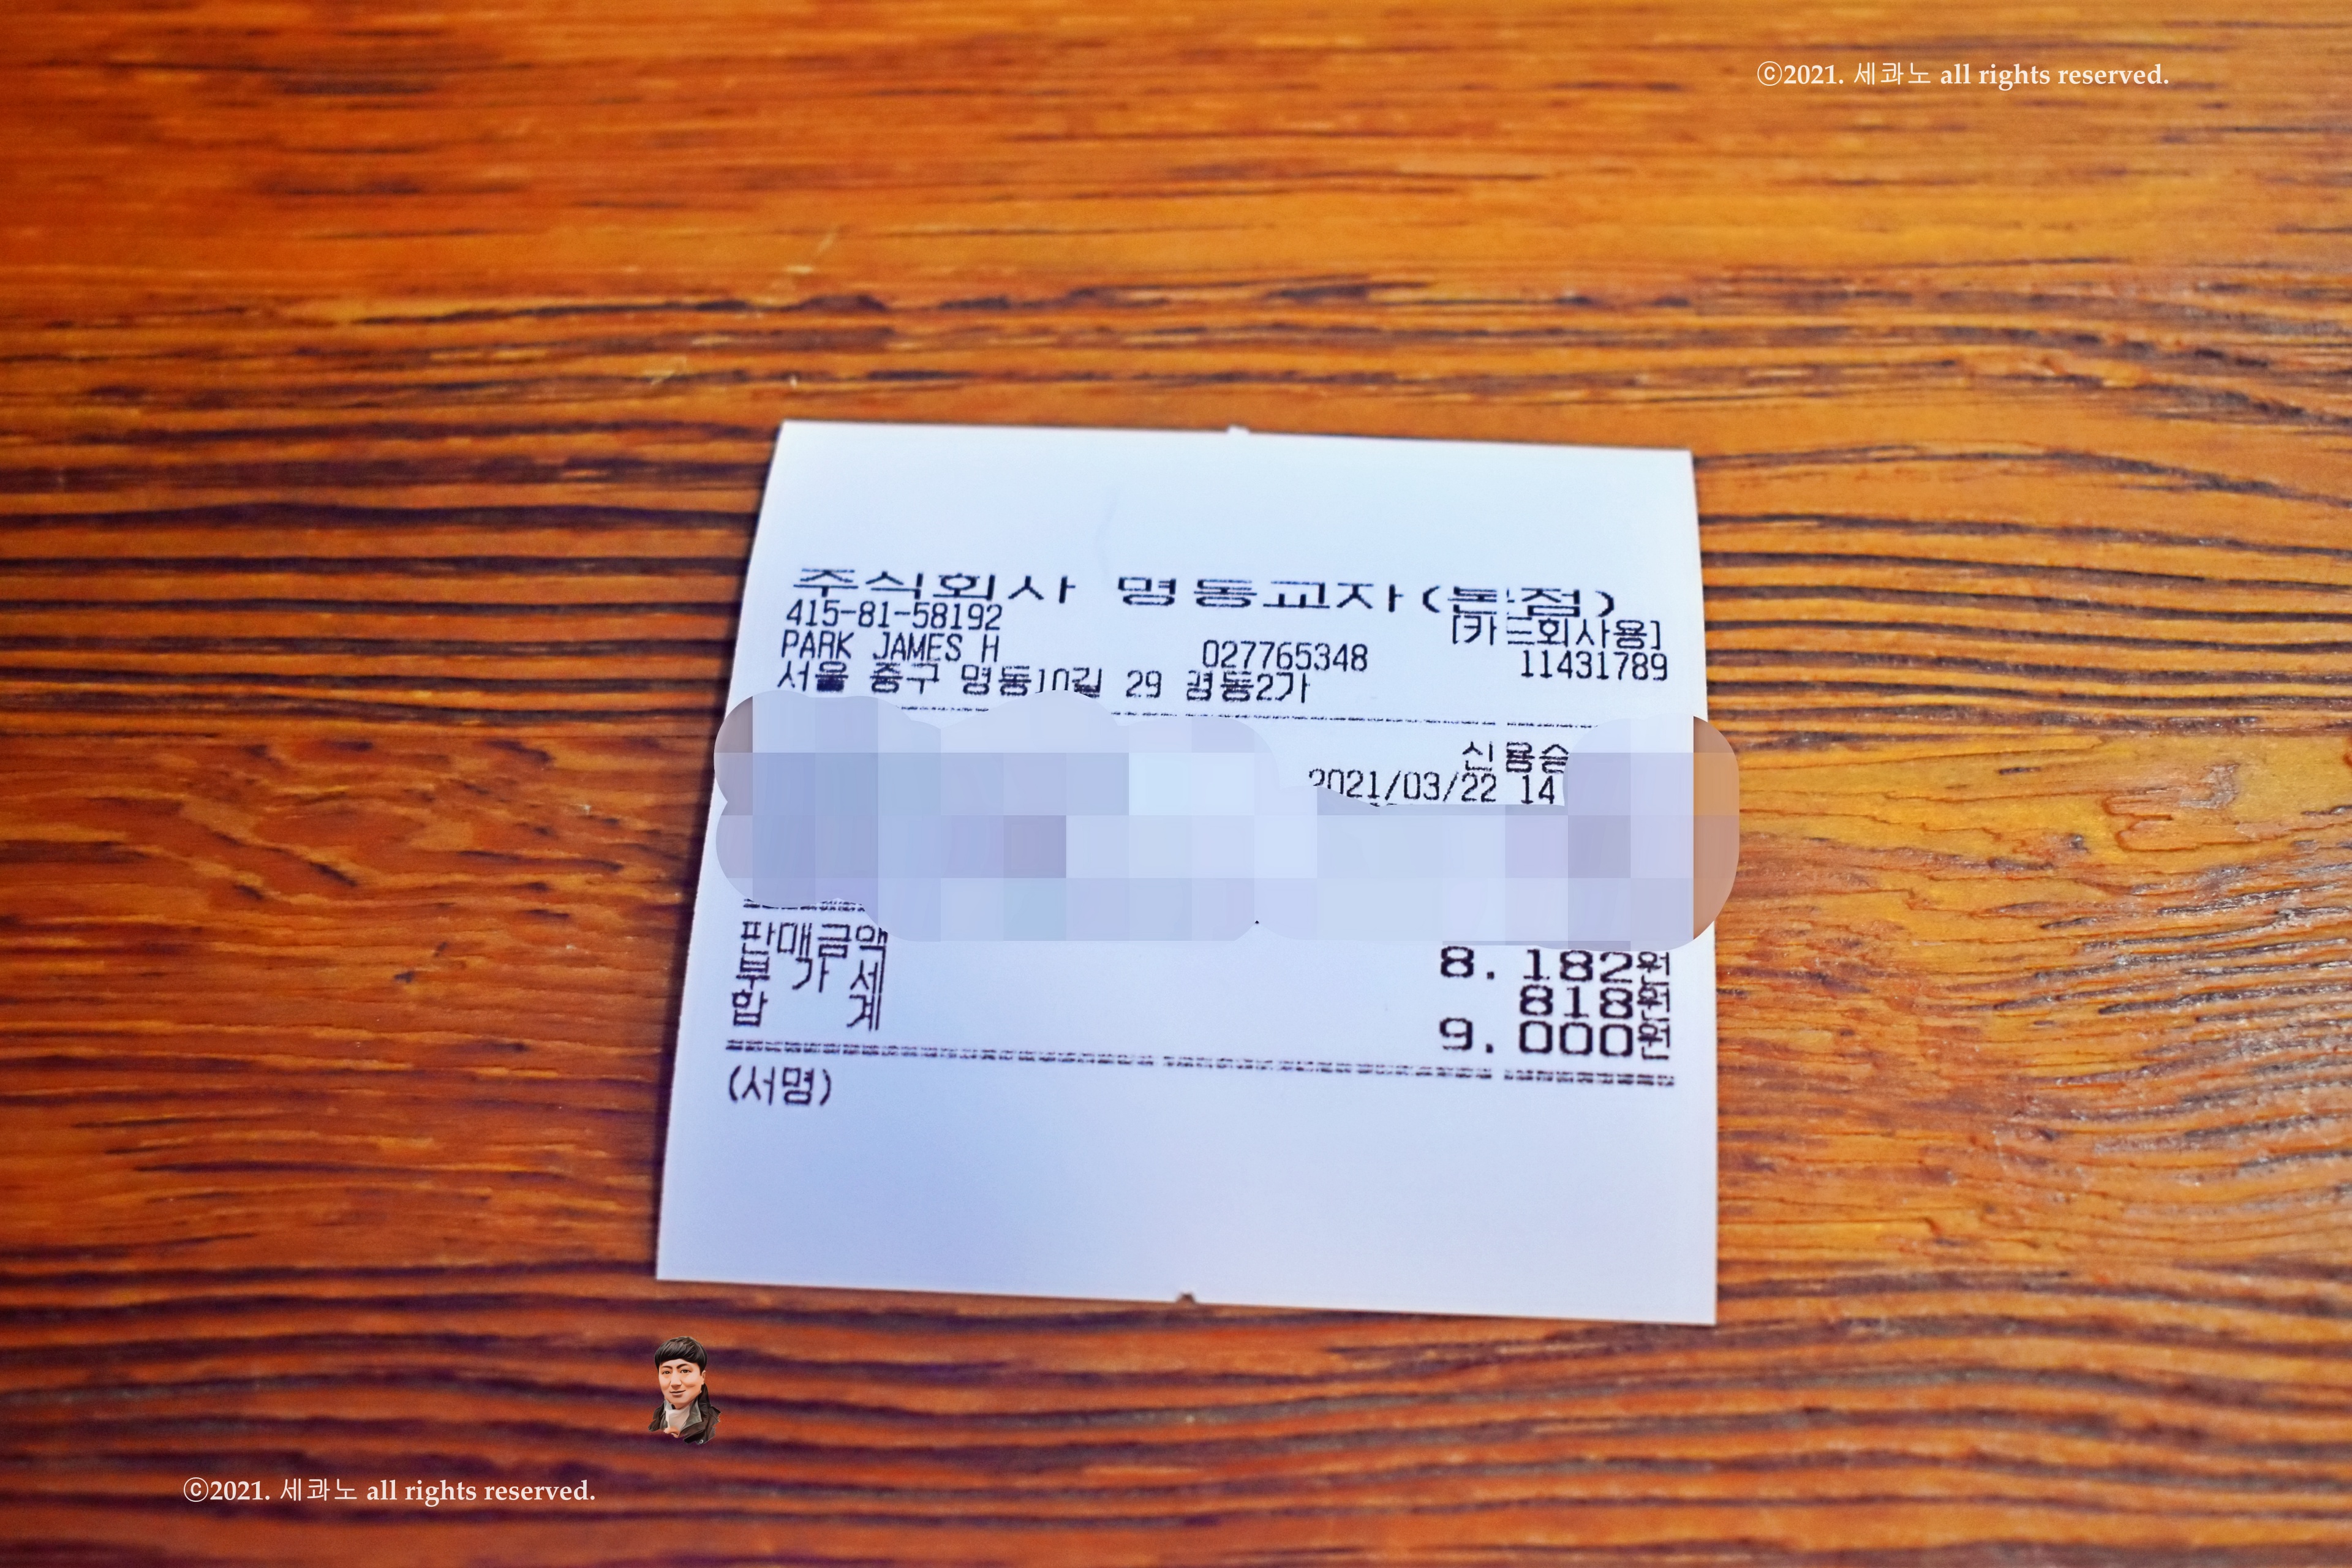 ⓒ2021. 세콰노 all rights reserved.
주식회사 명동교자(본점)
415-81-58192 [카드회사용]
PARK JAMES H 027765348 11431789
서울 중구 명동10길 29 명동2가
신용승
2021/03/22 14
판매금액 8.182원
부 가 세 818원
합 계 9.000원
(서명)
ⓒ2021. 세콰노 all rights reserved.